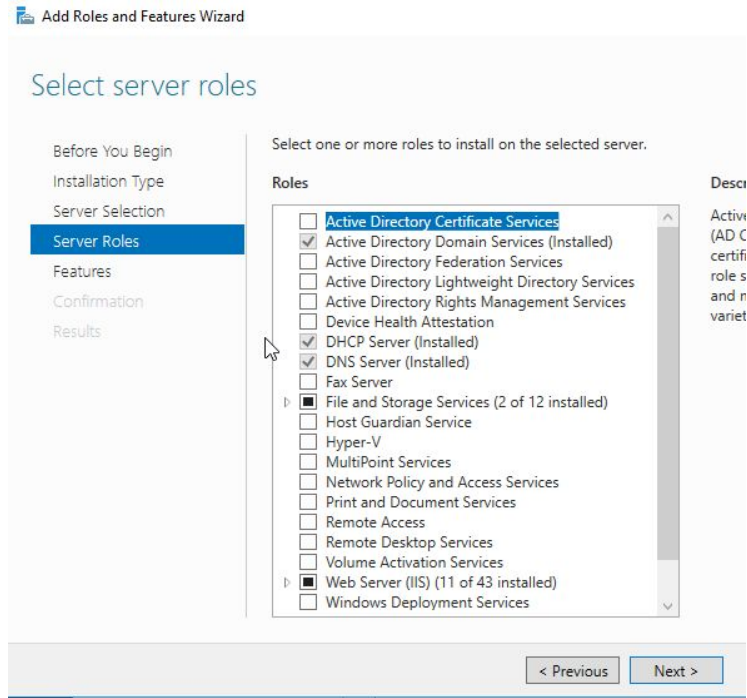 Add Roles and Features Wizard
Select server roles
Before You Begin
Installation Type
Server Selection
Server Roles
Features
Confirmation
Results
Select one or more roles to install on the selected server.
Roles
Active Directory Certificate Services
Active Directory Domain Services (Installed)
Active Directory Federation Services
Active Directory Lightweight Directory Services
Active Directory Rights Management Services
Device Health Attestation
DHCP Server (Installed)
DNS Server (Installed)
Fax Server
File and Storage Services (2 of 12 installed)
Host Guardian Service
Hyper-V
MultiPoint Services
Network Policy and Access Services
Print and Document Services
Remote Access
Remote Desktop Services
Volume Activation Services
Web Server (IIS) (11 of 43 installed)
Windows Deployment Services
(AD
role
and
< Previous
Next >